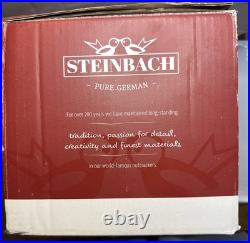 STEINBACH
PURE.GERMAN
For over 200 years we have maintained long-standing
tradition, passion for detail,
creativity and finest materials
in our world-famous nutcrackers.